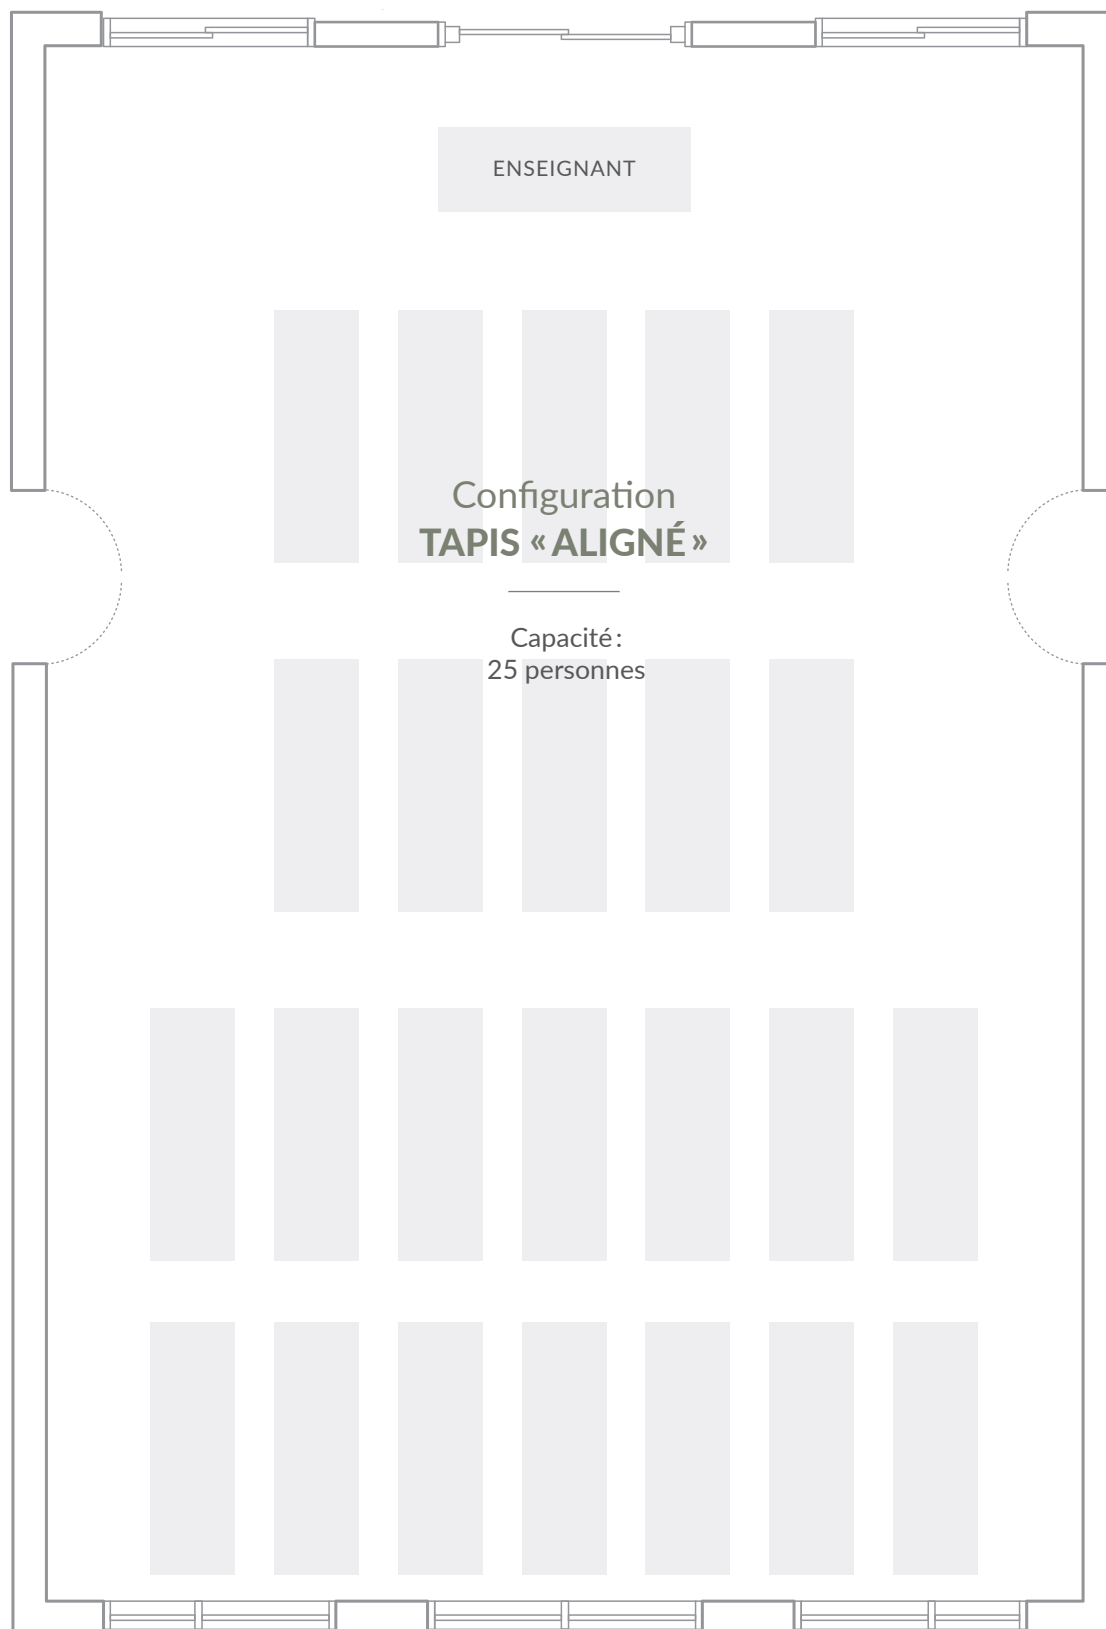 ENSEIGNANT
Configuration
TAPIS « ALIGNÉ »
Capacité :
25 personnes